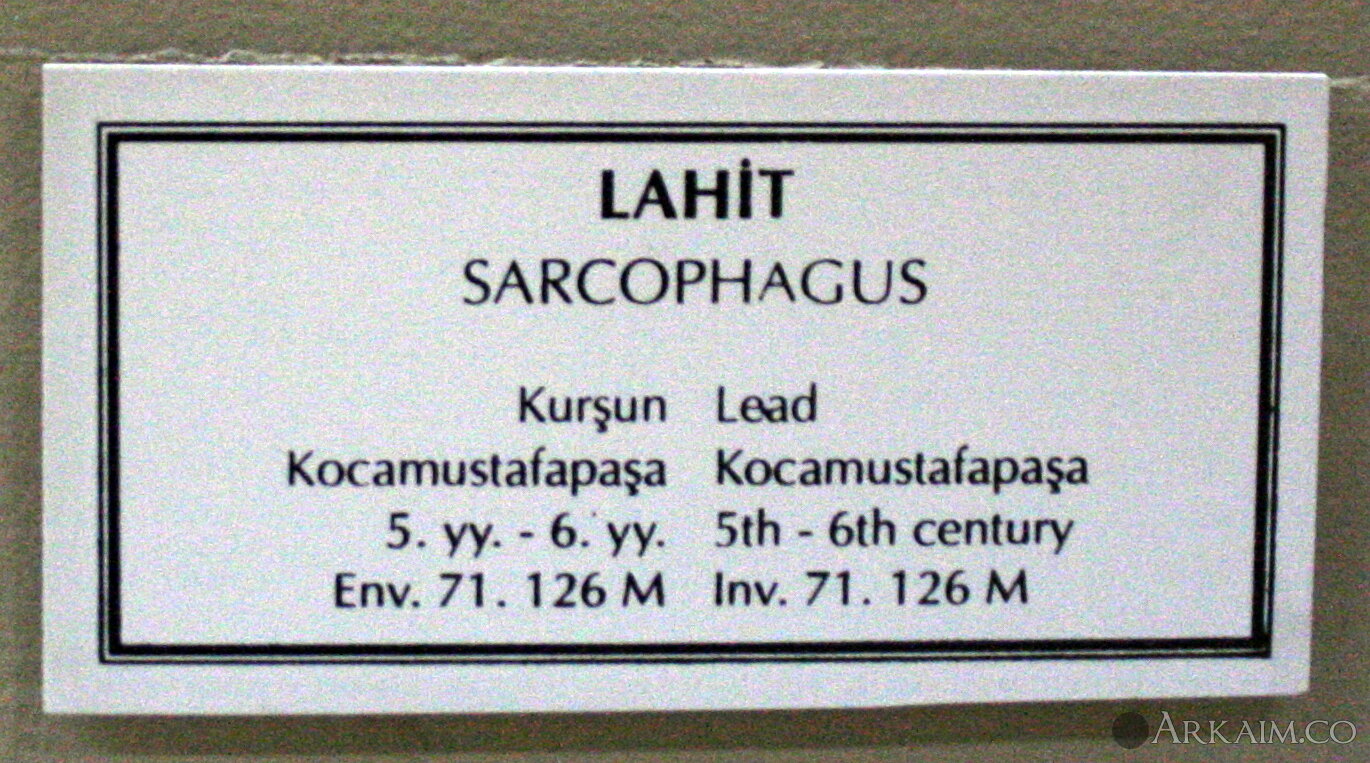 LAHİT
SARCOPHAGUS
Kurşun Lead
Kocamustafapaşa Kocamustafapaşa
5. yy. - 6. yy. 5th - 6th century
Env. 71. 126 M Inv. 71. 126 M
ARKAIM.CO